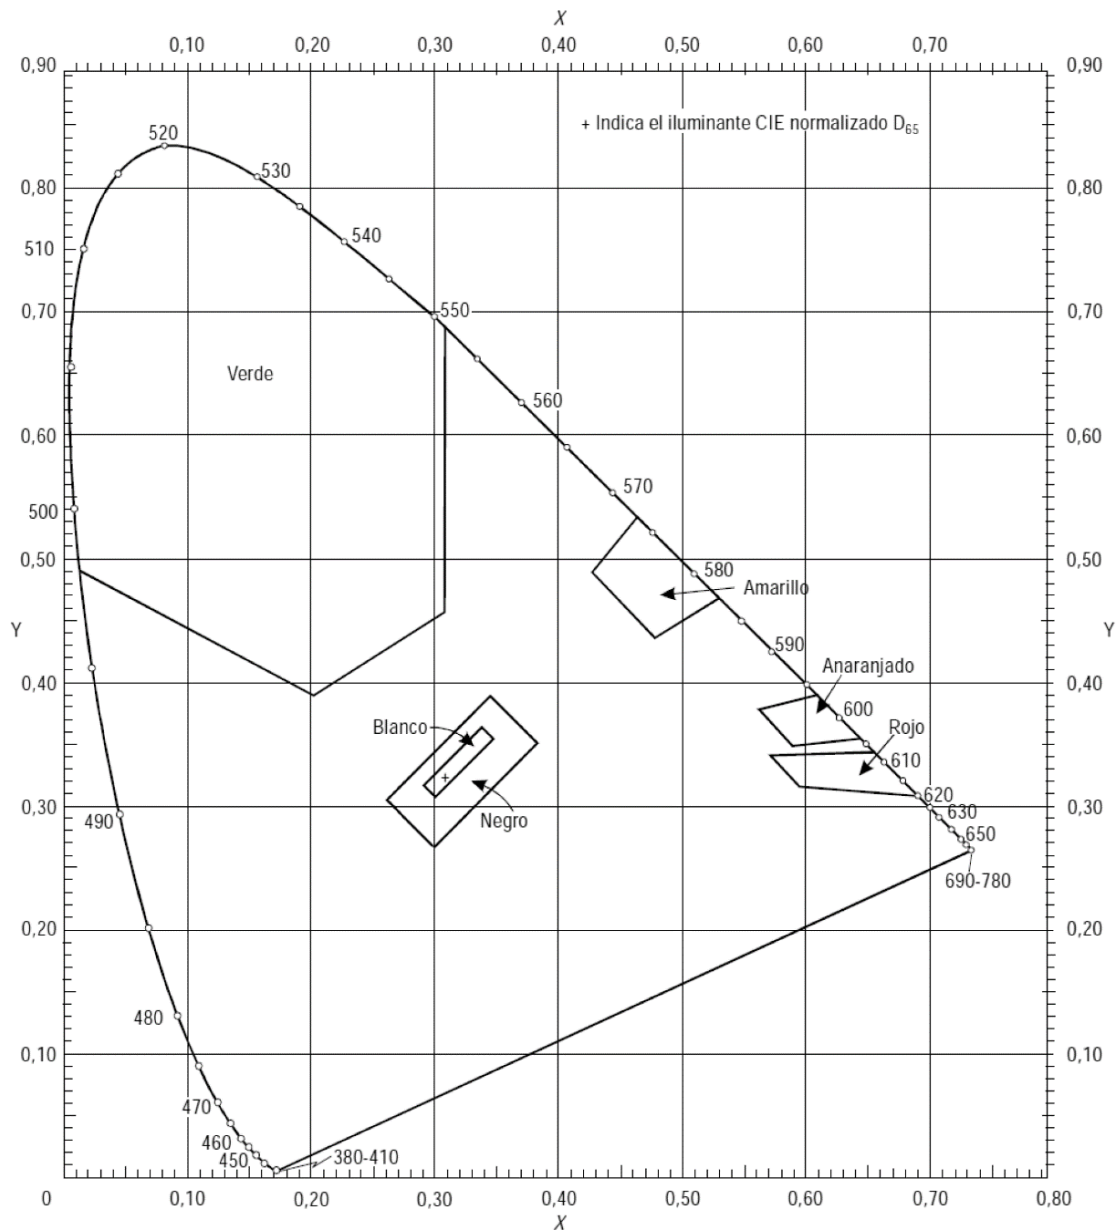 X
0,10 0,20 0,30 0,40 0,50 0,60 0,70
0,90 0,90
+ Indica el iluminante CIE normalizado D₆₅
520
530
0,80 0,80
540
510
550
0,70 0,70
Verde
560
0,60 0,60
570
500
0,50 0,50
580
Amarillo
Y Y
590
Anaranjado
0,40 0,40
600
Blanco Rojo
610
620
0,30 0,30
630
490 Negro
650
690-780
0,20 0,20
480
0,10 0,10
470
460
450 380-410
0 0,10 0,20 0,30 0,40 0,50 0,60 0,70 0,80
X